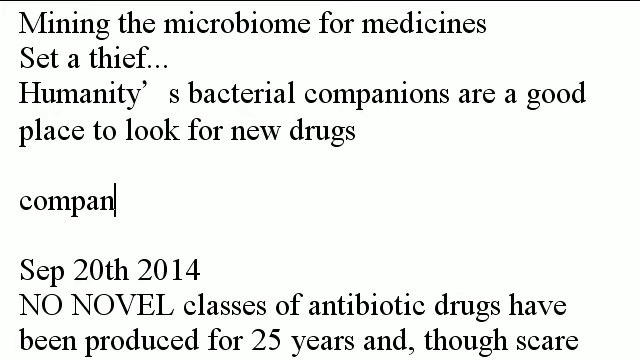 Mining the microbiome for medicines
Set a thief...
Humanity’s bacterial companions are a good
place to look for new drugs
compan
Sep 20th 2014
NO NOVEL classes of antibiotic drugs have
been produced for 25 years and, though scare